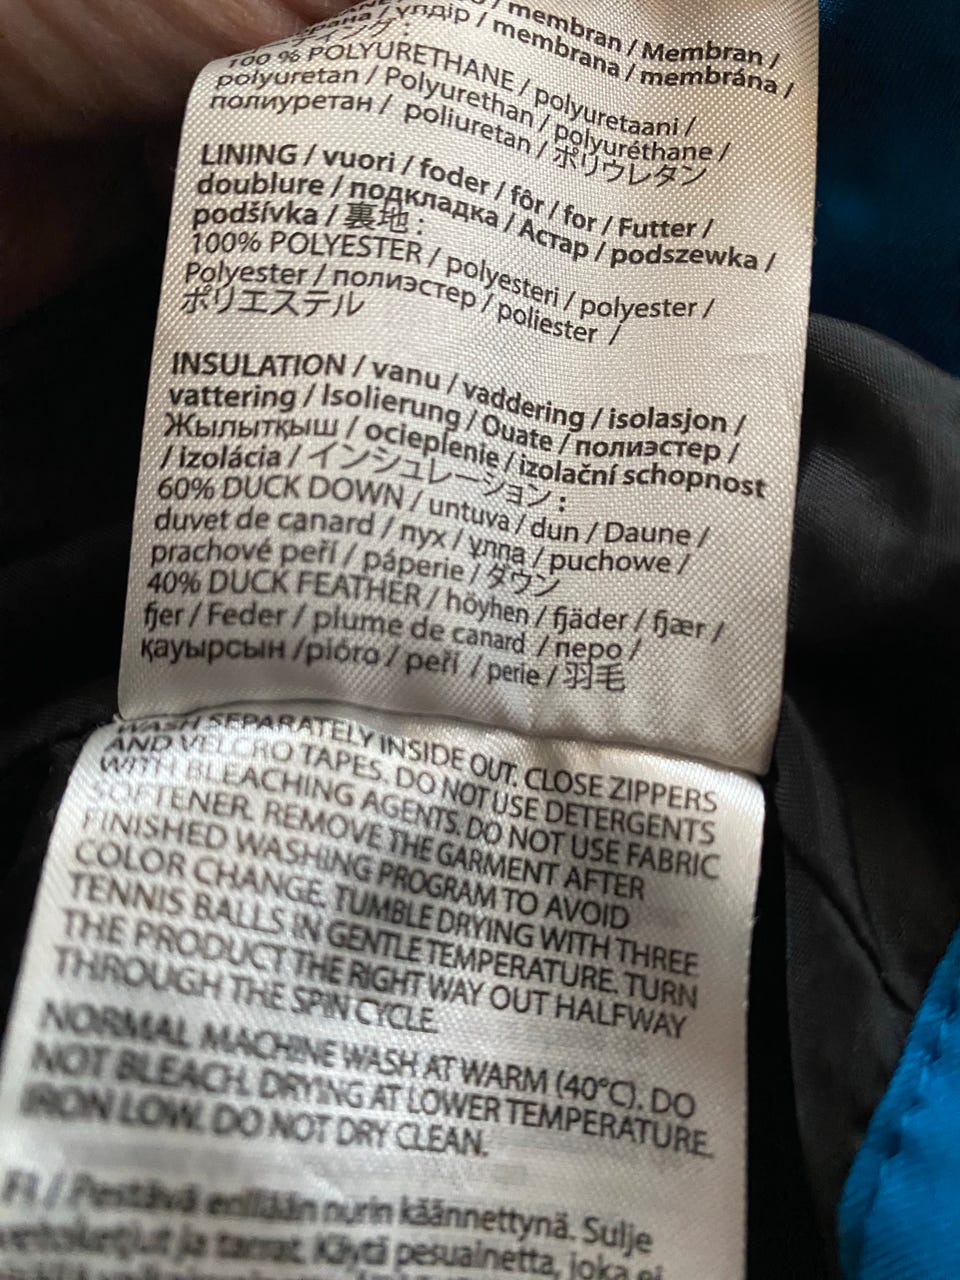 / membran / Membran /
/ membrana / membrána /
100 % POLYURETHANE / polyuretaani /
polyuretan / Polyurethan / polyuréthane /
полиуретан / poliuretan / ポリウレタン
LINING / vuori / foder / fôr / for / Futter /
doublure / подкладка / Астар / podszewka /
podšívka / 裏地 :
100% POLYESTER / polyesteri / polyester /
Polyester / полиэстер / poliester /
ポリエステル
INSULATION / vanu / vaddering / isolasjon /
vattering / Isolierung / Ouate / полиэстер /
Жылытқыш / ocieplenie / izolační schopnost
/ izolácia / インシュレーション :
60% DUCK DOWN / untuva / dun / Daune /
duvet de canard / пух / ұлпа / puchowe /
prachové peří / páperie / ダウン
40% DUCK FEATHER / höyhen / fjäder / fjær /
fjer / Feder / plume de canard / перо /
қауырсын /pióro / peří / perie / 羽毛
WASH SEPARATELY INSIDE OUT. CLOSE ZIPPERS
AND VELCRO TAPES. DO NOT USE DETERGENTS
WITH BLEACHING AGENTS. DO NOT USE FABRIC
SOFTENER. REMOVE THE GARMENT AFTER
FINISHED WASHING PROGRAM TO AVOID
COLOR CHANGE. TUMBLE DRYING WITH THREE
TENNIS BALLS IN GENTLE TEMPERATURE. TURN
THE PRODUCT THE RIGHT WAY OUT HALFWAY
THROUGH THE SPIN CYCLE.
NORMAL MACHINE WASH AT WARM (40°C). DO
NOT BLEACH. DRYING AT LOWER TEMPERATURE.
IRON LOW. DO NOT DRY CLEAN.
FI / Pestävä erillään nurin käännettynä. Sulje
vetoketjut ja tarrat. Käytä pesuainetta, joka ei